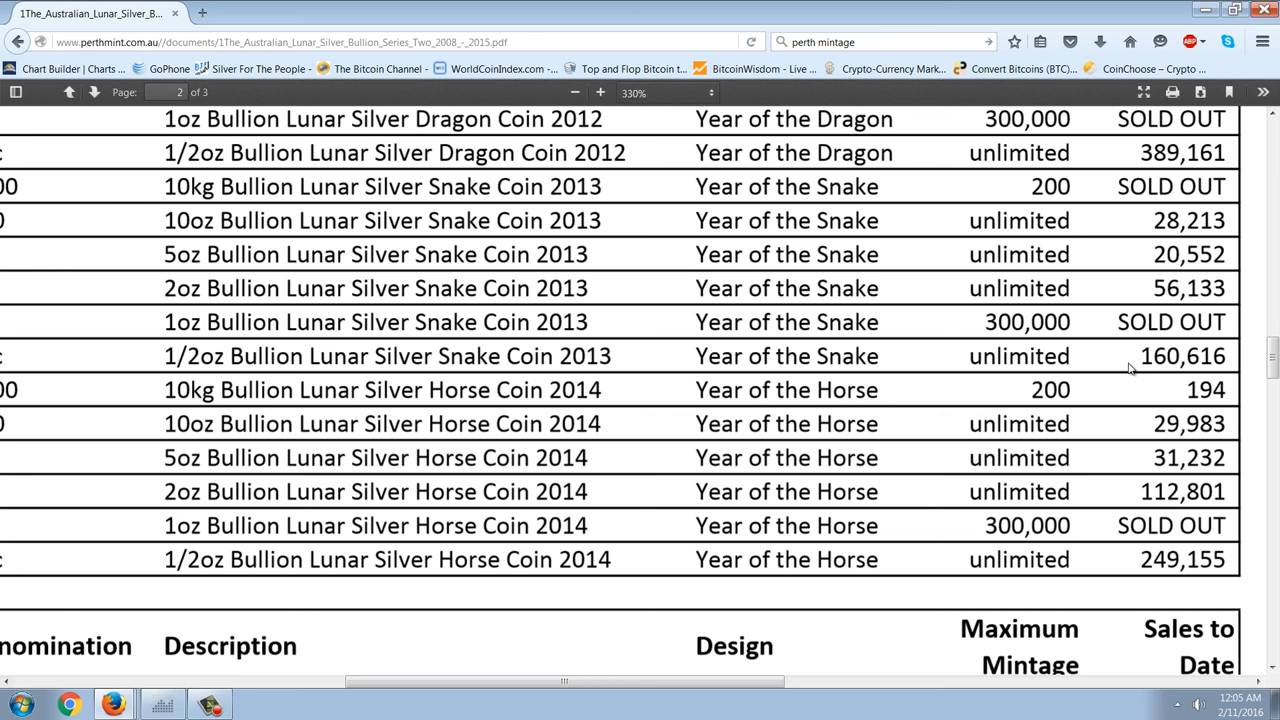 1The_Australian_Lunar_Silver_B...
www.perthmint.com.au/documents/1The_Australian_Lunar_Silver_Bullion_Series_Two_2008_-_2015.pdf
perth mintage
ABP
Chart Builder | Charts ... GoPhone Silver For The People - The Bitcoin Channel - WorldCoinIndex.com -... Top and Flop Bitcoin t... BitcoinWisdom - Live ... Crypto-Currency Mark... Convert Bitcoins (BTC)... CoinChoose – Crypto ...
Page: 2 of 3 330%
1oz Bullion Lunar Silver Dragon Coin 2012 Year of the Dragon 300,000 SOLD OUT
c 1/2oz Bullion Lunar Silver Dragon Coin 2012 Year of the Dragon unlimited 389,161
00 10kg Bullion Lunar Silver Snake Coin 2013 Year of the Snake 200 SOLD OUT
0 10oz Bullion Lunar Silver Snake Coin 2013 Year of the Snake unlimited 28,213
5oz Bullion Lunar Silver Snake Coin 2013 Year of the Snake unlimited 20,552
2oz Bullion Lunar Silver Snake Coin 2013 Year of the Snake unlimited 56,133
1oz Bullion Lunar Silver Snake Coin 2013 Year of the Snake 300,000 SOLD OUT
c 1/2oz Bullion Lunar Silver Snake Coin 2013 Year of the Snake unlimited 160,616
00 10kg Bullion Lunar Silver Horse Coin 2014 Year of the Horse 200 194
0 10oz Bullion Lunar Silver Horse Coin 2014 Year of the Horse unlimited 29,983
5oz Bullion Lunar Silver Horse Coin 2014 Year of the Horse unlimited 31,232
2oz Bullion Lunar Silver Horse Coin 2014 Year of the Horse unlimited 112,801
1oz Bullion Lunar Silver Horse Coin 2014 Year of the Horse 300,000 SOLD OUT
c 1/2oz Bullion Lunar Silver Horse Coin 2014 Year of the Horse unlimited 249,155
nomination Description Design Maximum Mintage Sales to Date
12:05 AM
2/11/2016